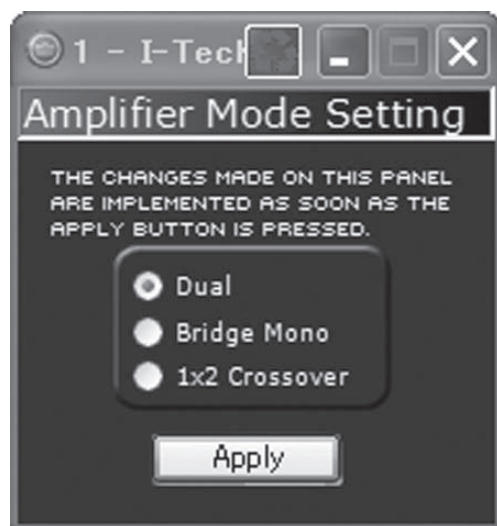 1 - I-Tech
Amplifier Mode Setting
THE CHANGES MADE ON THIS PANEL
ARE IMPLEMENTED AS SOON AS THE
APPLY BUTTON IS PRESSED.
Dual
Bridge Mono
1x2 Crossover
Apply